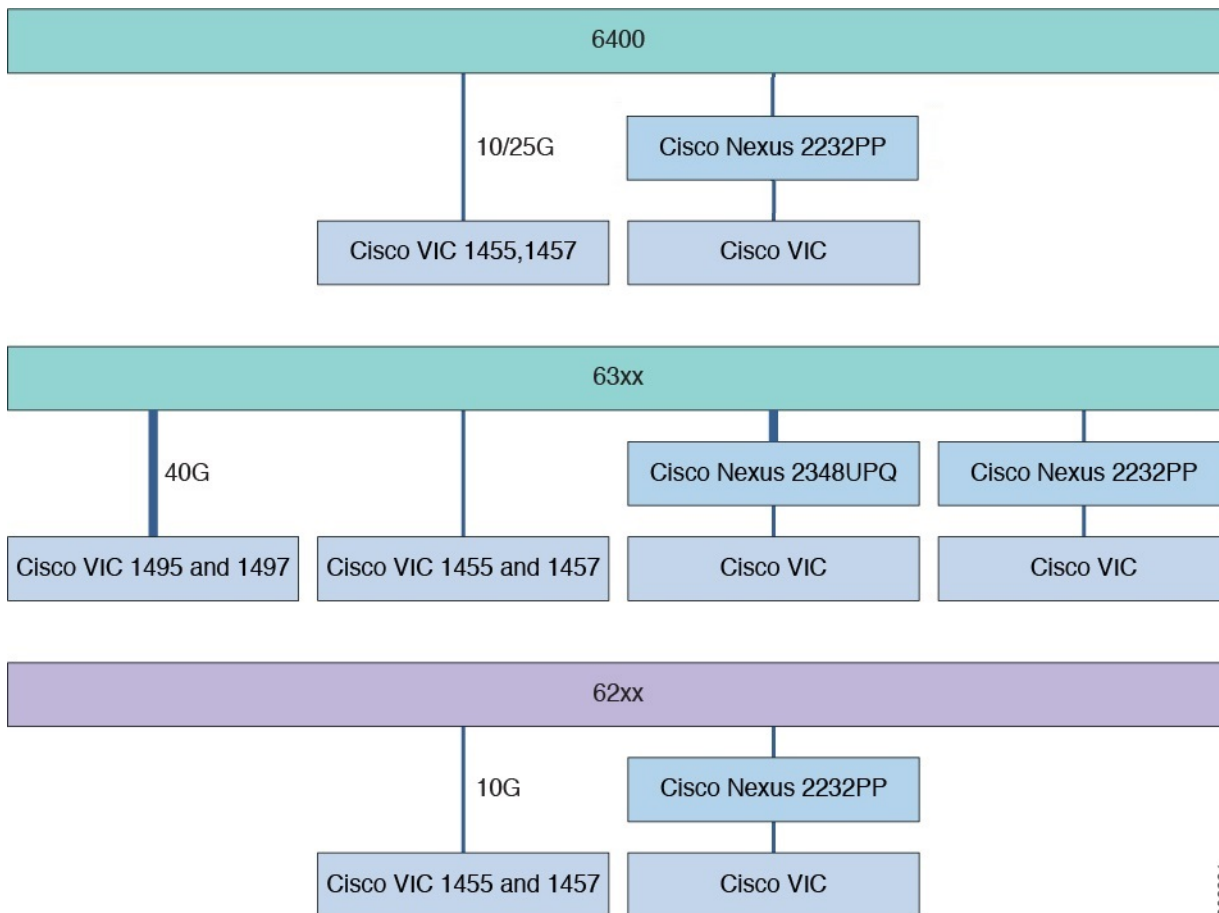 6400
10/25G
Cisco Nexus 2232PP
Cisco VIC 1455,1457
Cisco VIC
63xx
40G
Cisco Nexus 2348UPQ
Cisco Nexus 2232PP
Cisco VIC 1495 and 1497
Cisco VIC 1455 and 1457
Cisco VIC
Cisco VIC
62xx
10G
Cisco Nexus 2232PP
Cisco VIC 1455 and 1457
Cisco VIC